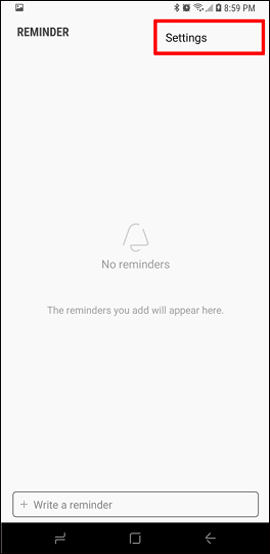 8:59 PM
REMINDER
Settings
No reminders
The reminders you add will appear here.
+ Write a reminder